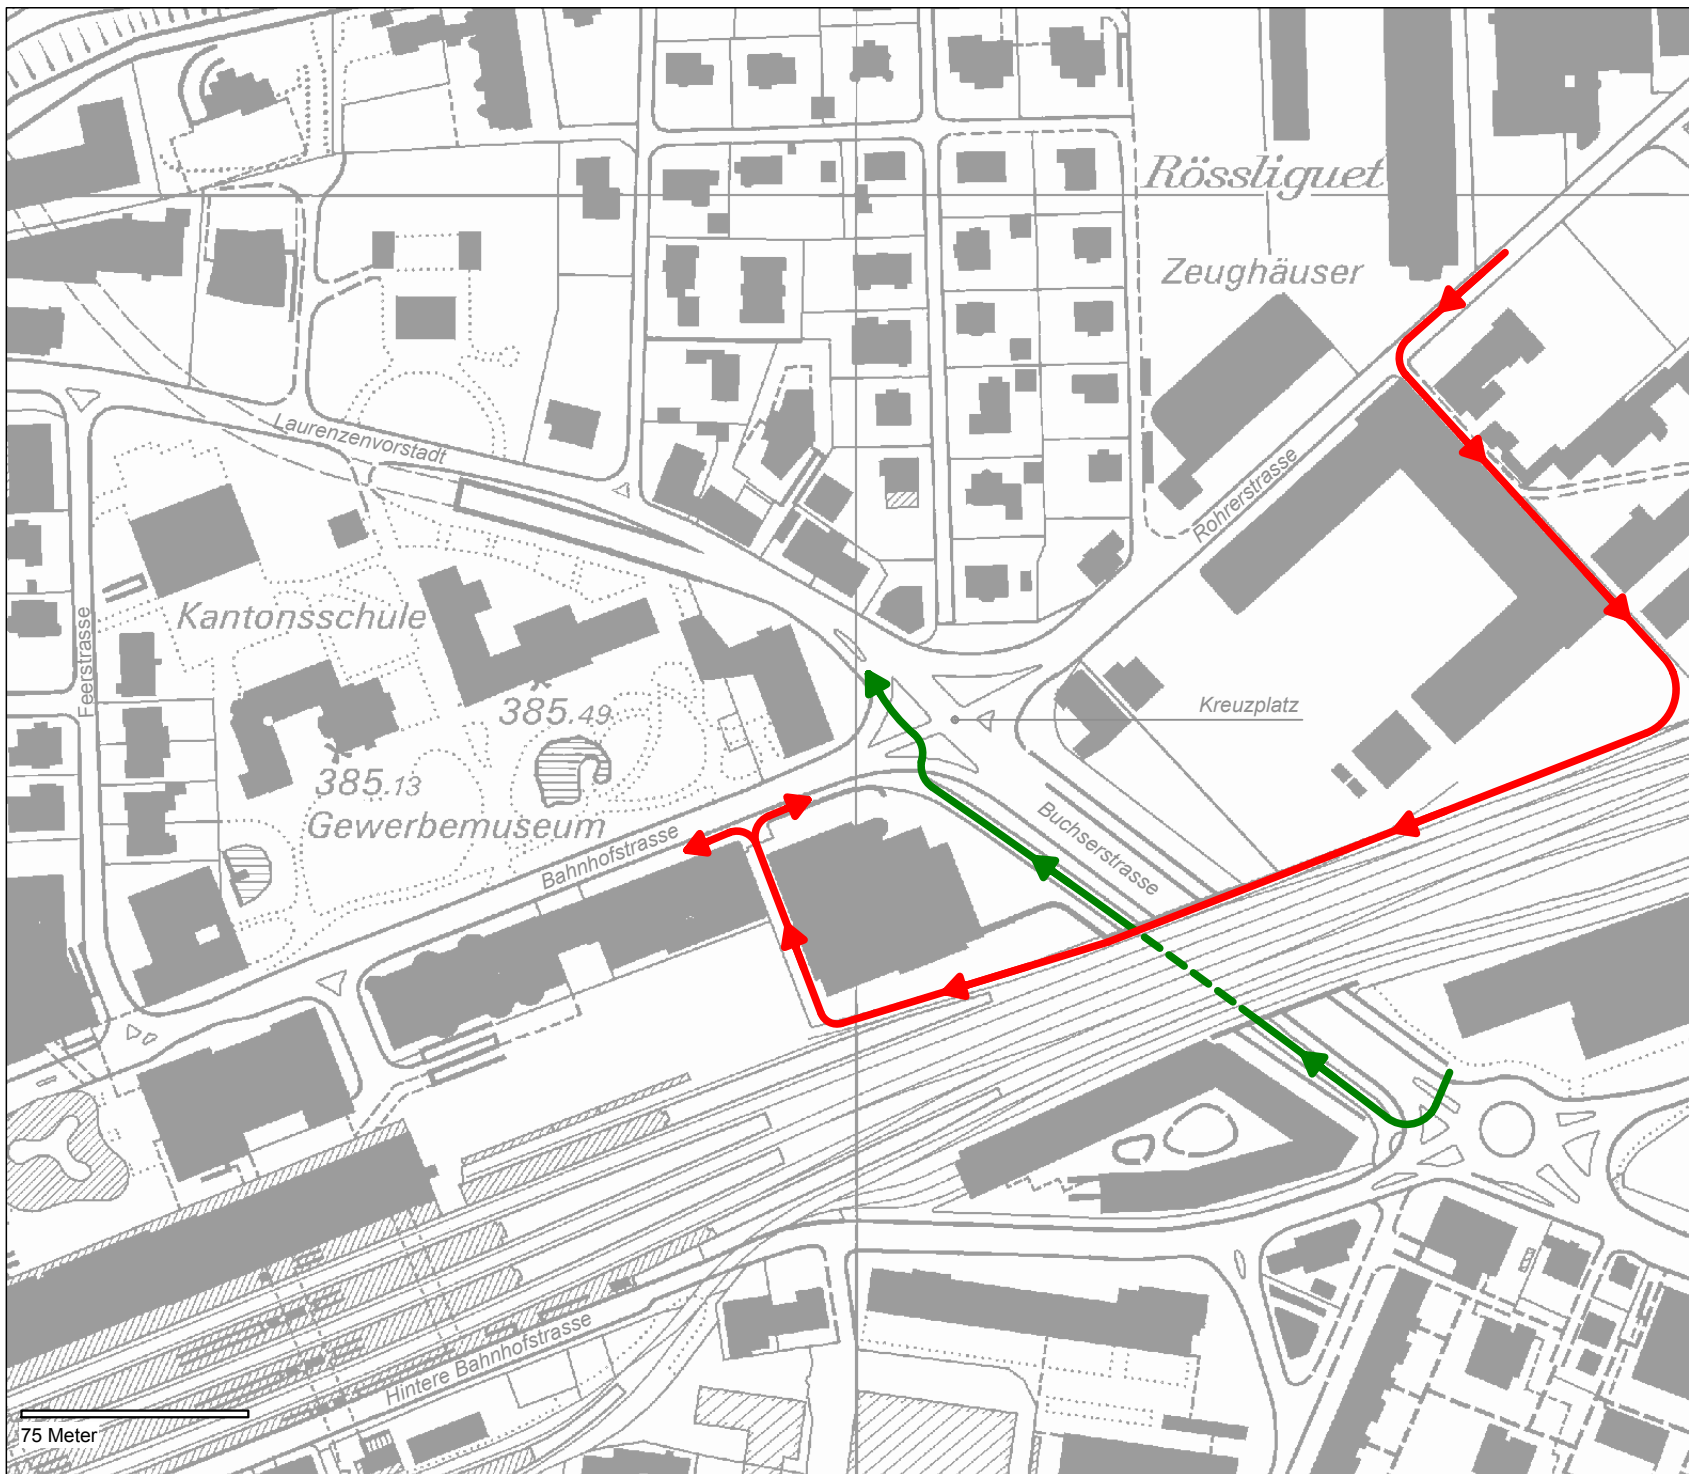 Rössliguet
Zeughäuser
Laurenzenvorstadt
Rohrerstrasse
Kantonsschule
Feerstrasse
385.49
Kreuzplatz
385.13
Gewerbemuseum
Buchserstrasse
Bahnhofstrasse
Hintere Bahnhofstrasse
75 Meter